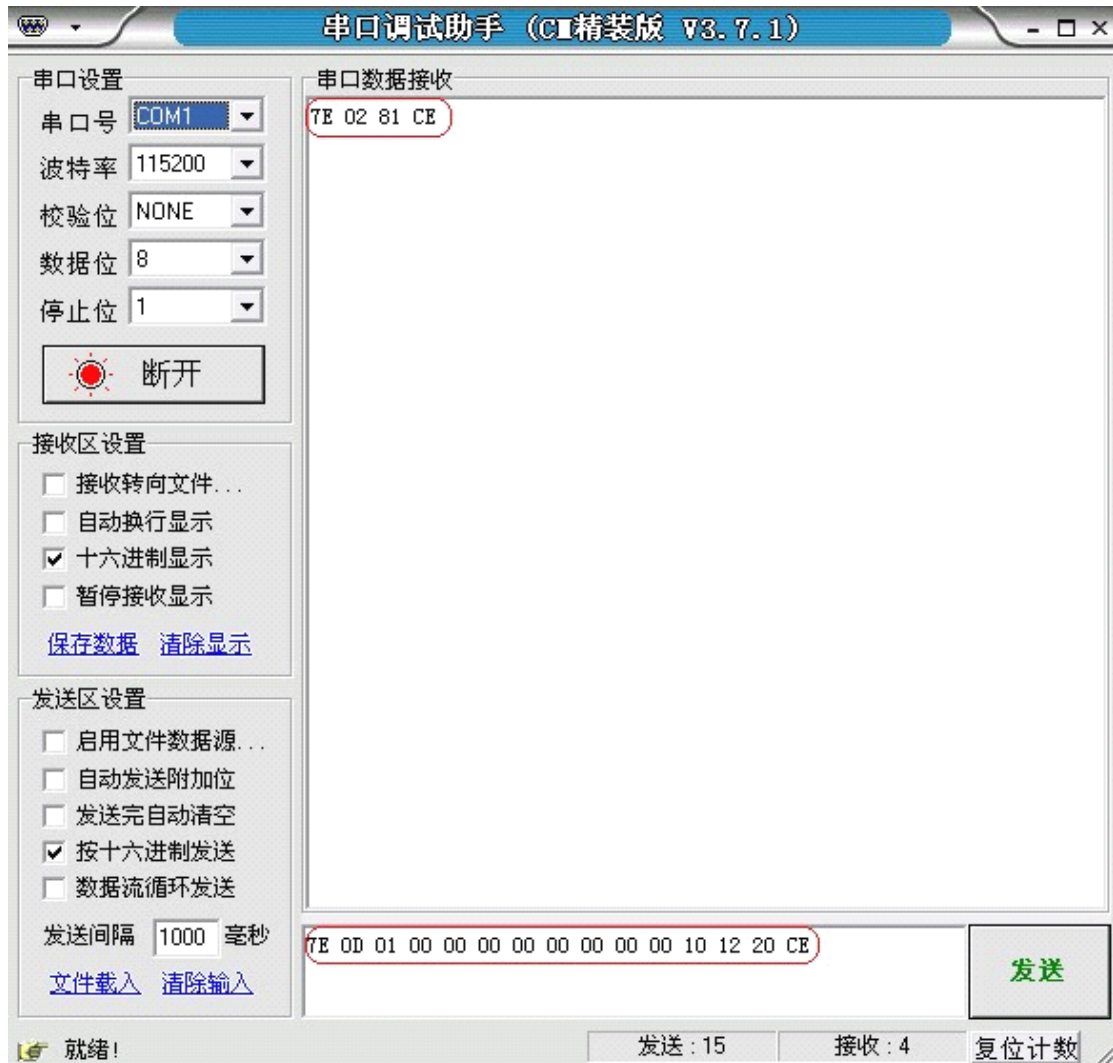 串口调试助手 (CM精装版 V3.7.1)
串口设置
串口号 COM1
波特率 115200
校验位 NONE
数据位 8
停止位 1
断开
接收区设置
接收转向文件...
自动换行显示
十六进制显示
暂停接收显示
保存数据 清除显示
发送区设置
启用文件数据源...
自动发送附加位
发送完自动清空
按十六进制发送
数据流循环发送
发送间隔 1000 毫秒
文件载入 清除输入
串口数据接收
7E 02 81 CE
7E 0D 01 00 00 00 00 00 00 00 00 10 12 20 CE
发送
就绪!
发送:15 接收:4 复位计数